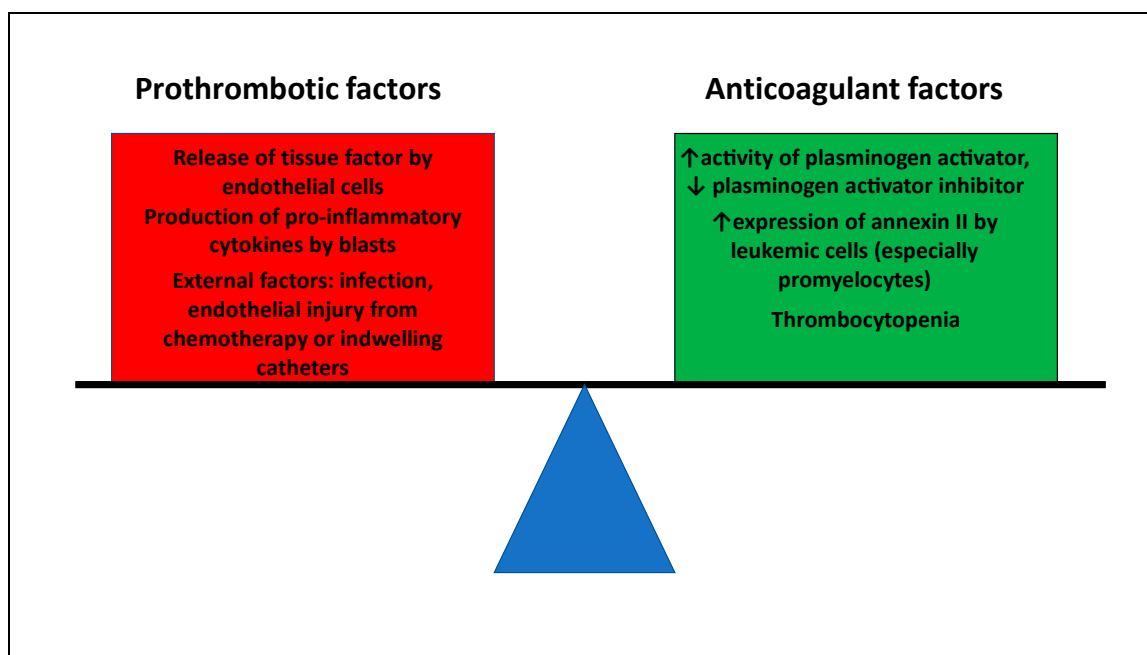 Prothrombotic factors
Release of tissue factor by
endothelial cells
Production of pro-inflammatory
cytokines by blasts
External factors: infection,
endothelial injury from
chemotherapy or indwelling
catheters
Anticoagulant factors
↑activity of plasminogen activator,
↓ plasminogen activator inhibitor
↑expression of annexin II by
leukemic cells (especially
promyelocytes)
Thrombocytopenia